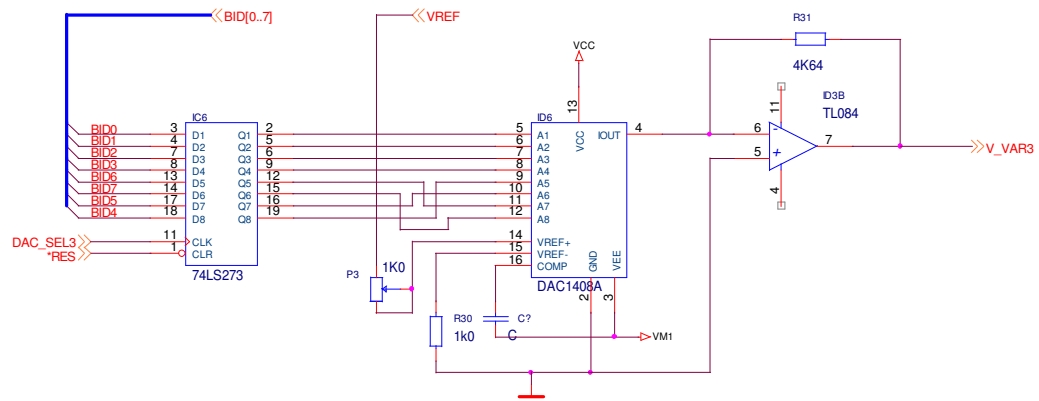 BID[0..7]
VREF
R31
4K64
VCC
ID3B
TL084
11
6
5
7
4
V_VAR3
IC6
BID0 3 D1 Q1 2
BID1 4 D2 Q2 5
BID2 7 D3 Q3 6
BID3 8 D4 Q4 9
BID6 13 D5 Q5 12
BID7 14 D6 Q6 15
BID5 17 D7 Q7 16
BID4 18 D8 Q8 19
DAC_SEL3 11 CLK
*RES 1 CLR
74LS273
ID6
13
VCC
5 A1 IOUT 4
6 A2
7 A3
8 A4
9 A5
10 A6
11 A7
12 A8
14 VREF+
15 VREF-
16 COMP
GND
VEE
DAC1408A
2
3
P3
1K0
R30
1k0
C?
C
VM1
-
+